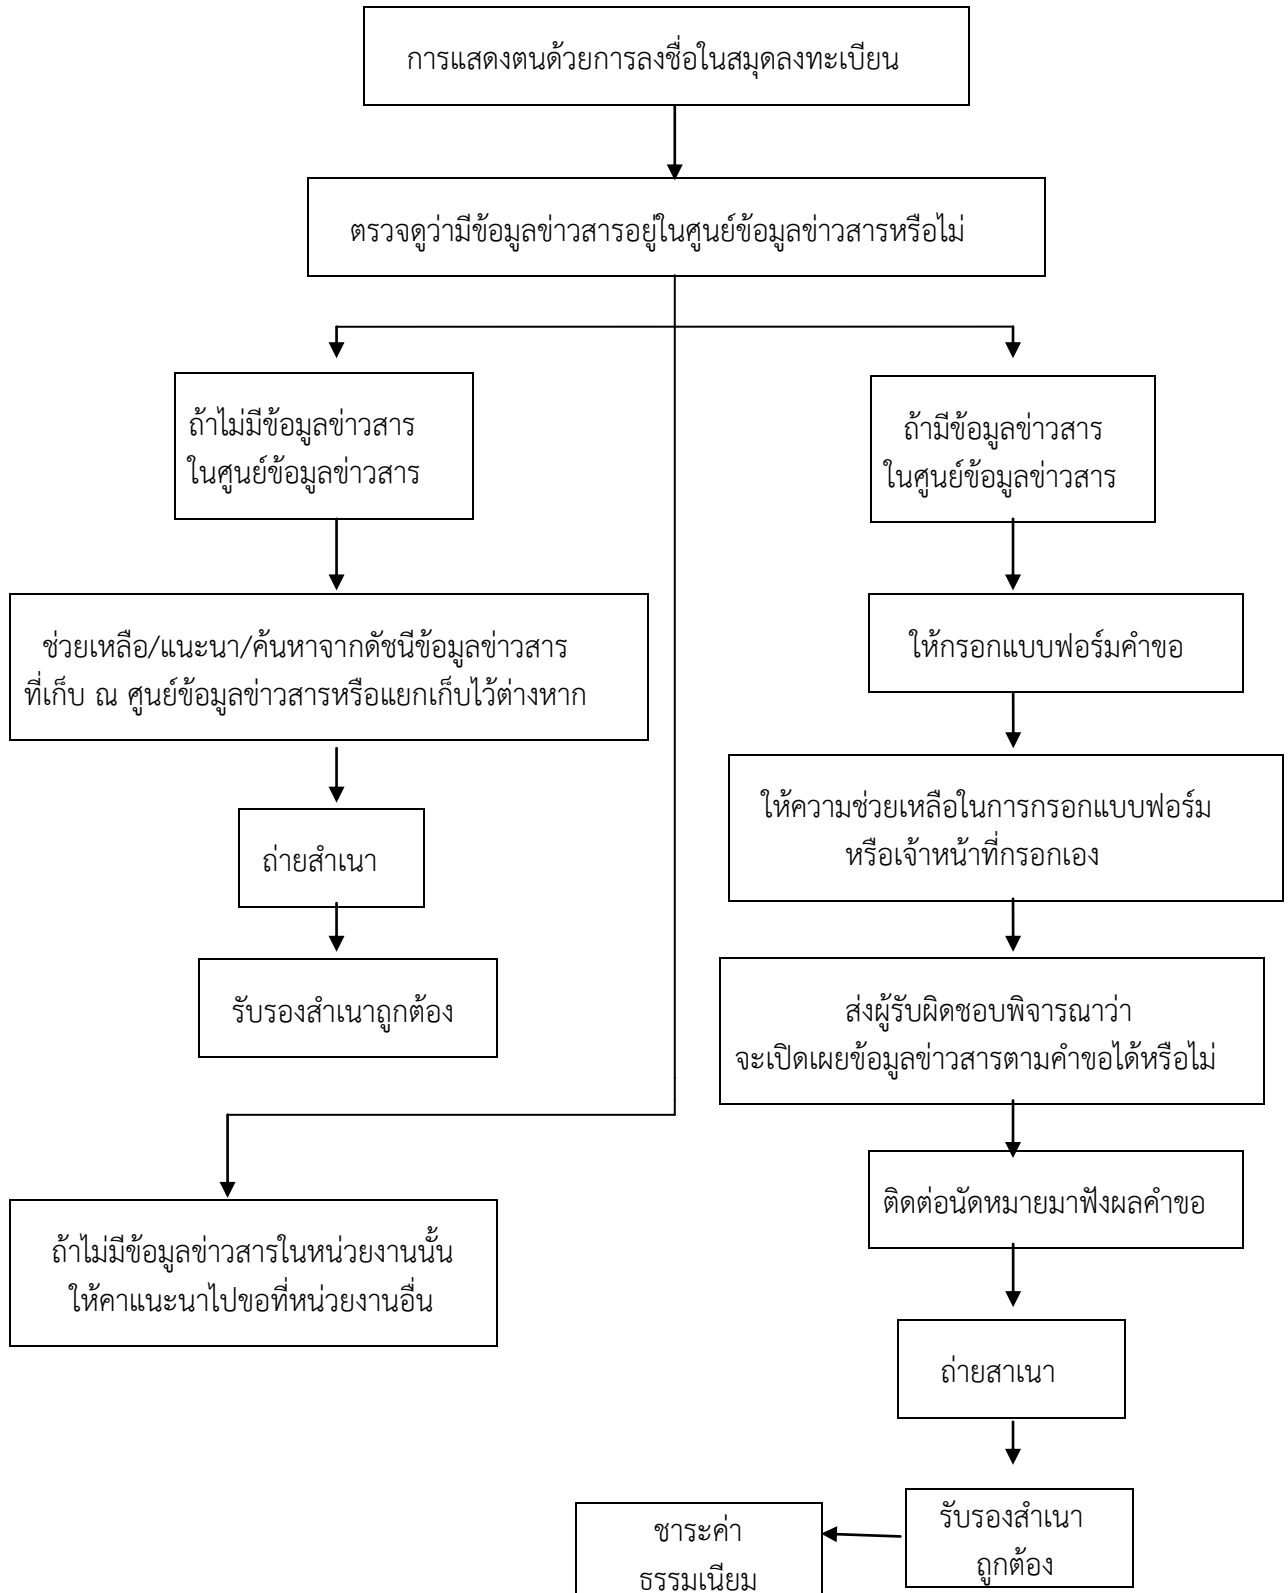 การแสดงตนด้วยการลงชื่อในสมุดลงทะเบียน
ตรวจดูว่ามีข้อมูลข่าวสารอยู่ในศูนย์ข้อมูลข่าวสารหรือไม่
ถ้าไม่มีข้อมูลข่าวสาร
ในศูนย์ข้อมูลข่าวสาร
ช่วยเหลือ/แนะนา/ค้นหาจากดัชนีข้อมูลข่าวสาร
ที่เก็บ ณ ศูนย์ข้อมูลข่าวสารหรือแยกเก็บไว้ต่างหาก
ถ่ายสำเนา
รับรองสำเนาถูกต้อง
ถ้าไม่มีข้อมูลข่าวสารในหน่วยงานนั้น
ให้คาแนะนาไปขอที่หน่วยงานอื่น
ถ้ามีข้อมูลข่าวสาร
ในศูนย์ข้อมูลข่าวสาร
ให้กรอกแบบฟอร์มคำขอ
ให้ความช่วยเหลือในการกรอกแบบฟอร์ม
หรือเจ้าหน้าที่กรอกเอง
ส่งผู้รับผิดชอบพิจารณาว่า
จะเปิดเผยข้อมูลข่าวสารตามคำขอได้หรือไม่
ติดต่อนัดหมายมาฟังผลคำขอ
ถ่ายสาเนา
รับรองสำเนา
ถูกต้อง
ชาระค่า
ธรรมเนียม